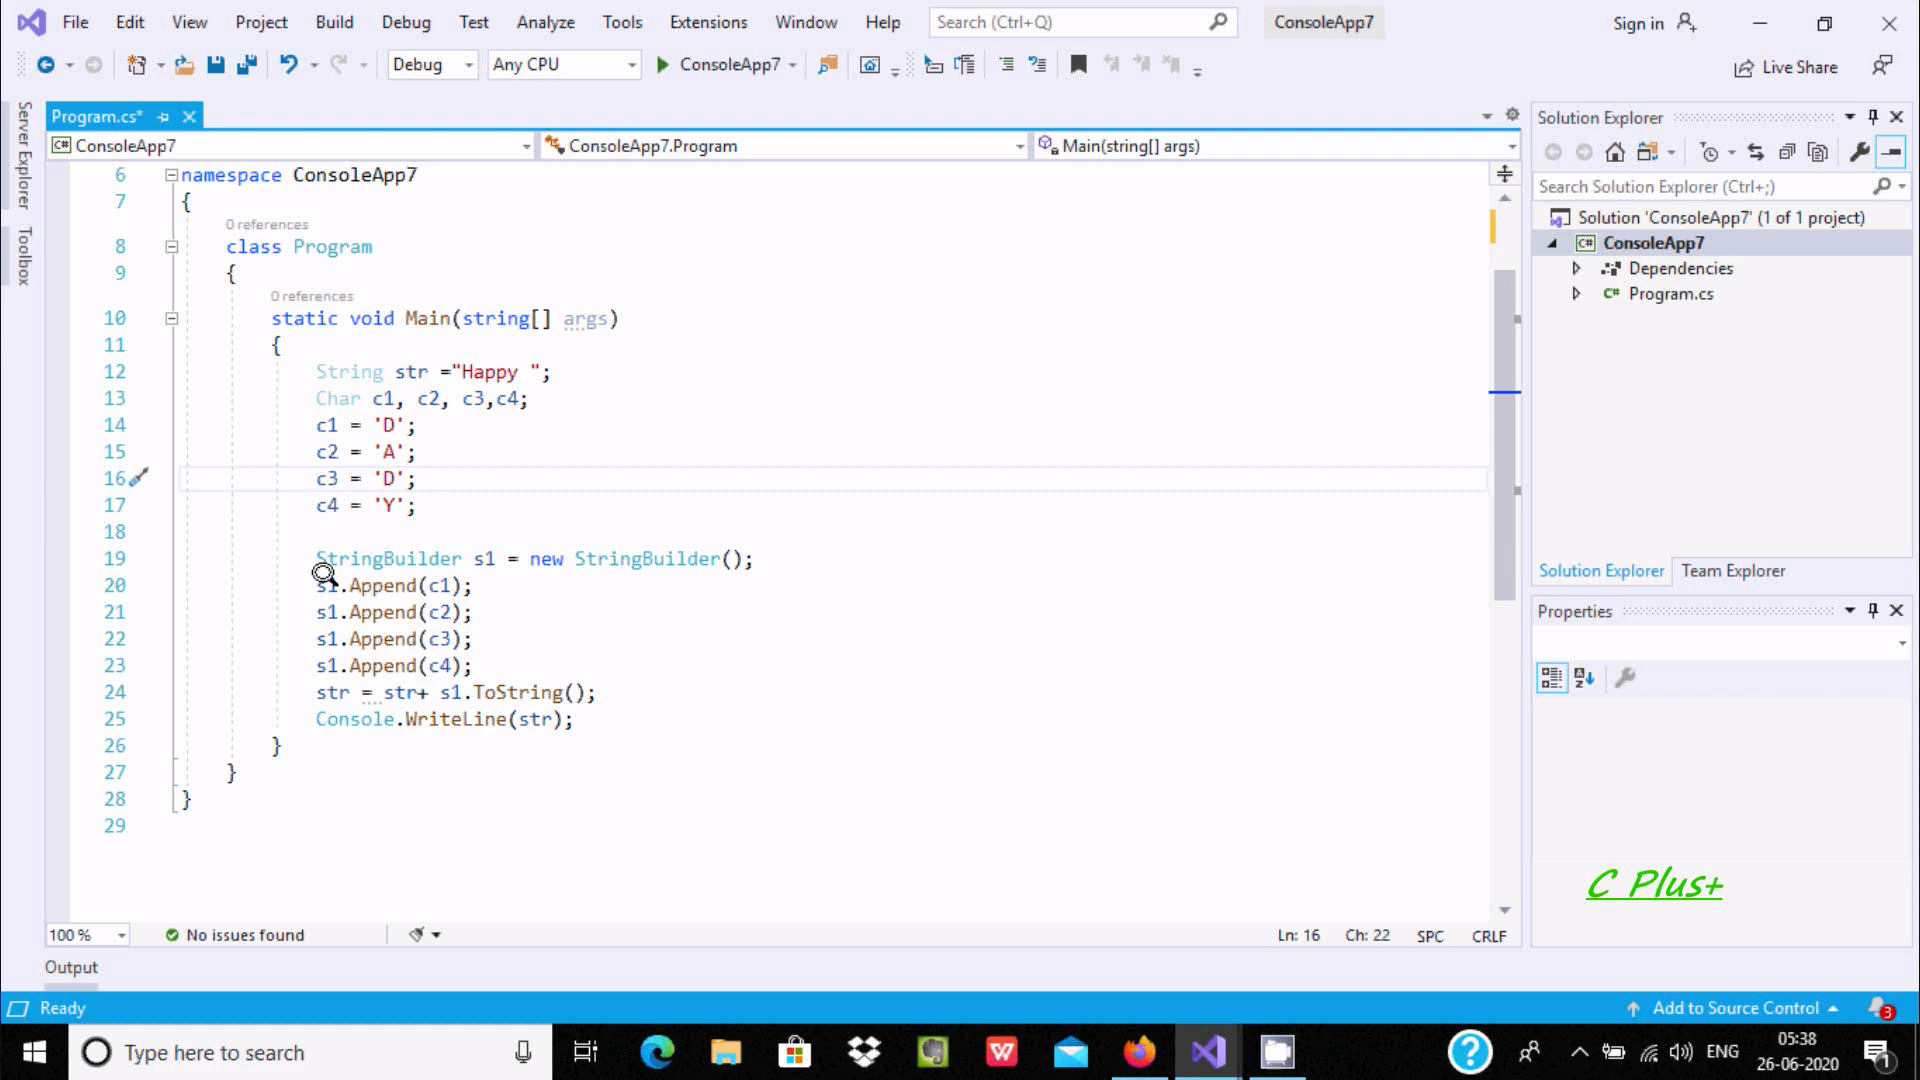 File Edit View Project Build Debug Test Analyze Tools Extensions Window Help Search (Ctrl+Q) ConsoleApp7 Sign in
Debug Any CPU ConsoleApp7 Live Share
Server Explorer
Toolbox
Program.cs*
C# ConsoleApp7 ConsoleApp7.Program Main(string[] args)
6 namespace ConsoleApp7
7 {
0 references
8 class Program
9 {
0 references
10 static void Main(string[] args)
11 {
12 String str ="Happy ";
13 Char c1, c2, c3,c4;
14 c1 = 'D';
15 c2 = 'A';
16 c3 = 'D';
17 c4 = 'Y';
18
19 StringBuilder s1 = new StringBuilder();
20 s1.Append(c1);
21 s1.Append(c2);
22 s1.Append(c3);
23 s1.Append(c4);
24 str = str+ s1.ToString();
25 Console.WriteLine(str);
26 }
27 }
28 }
29
100 % No issues found Ln: 16 Ch: 22 SPC CRLF
Solution Explorer
Search Solution Explorer (Ctrl+;)
Solution 'ConsoleApp7' (1 of 1 project)
C# ConsoleApp7
Dependencies
C# Program.cs
Solution Explorer Team Explorer
Properties
C Plus+
Output
Ready Add to Source Control 3
Type here to search ENG 05:38
26-06-2020 1